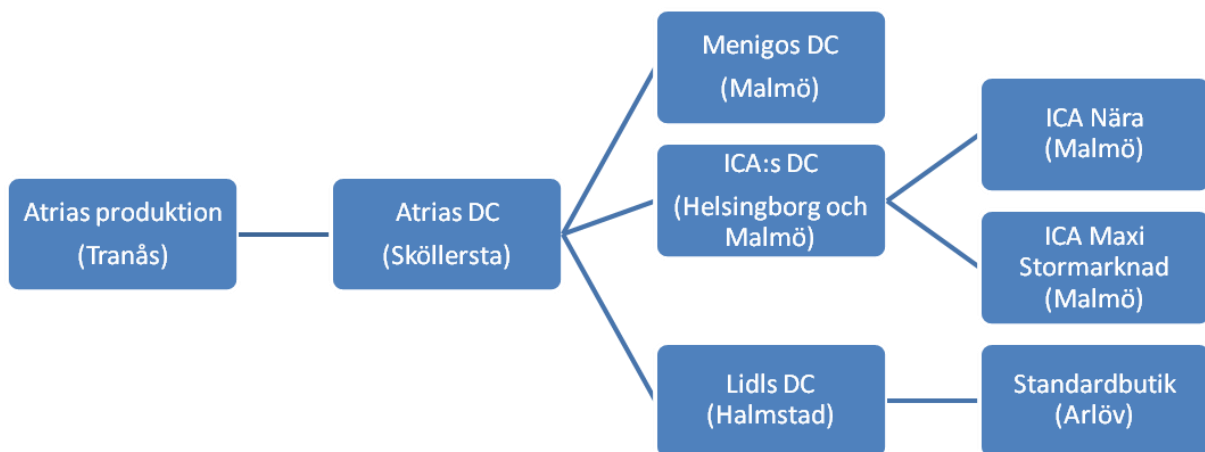 Atrias produktion
(Tranås)
Atrias DC
(Sköllersta)
Menigos DC
(Malmö)
ICA:s DC
(Helsingborg och
Malmö)
Lidls DC
(Halmstad)
ICA Nära
(Malmö)
ICA Maxi
Stormarknad
(Malmö)
Standardbutik
(Arlöv)